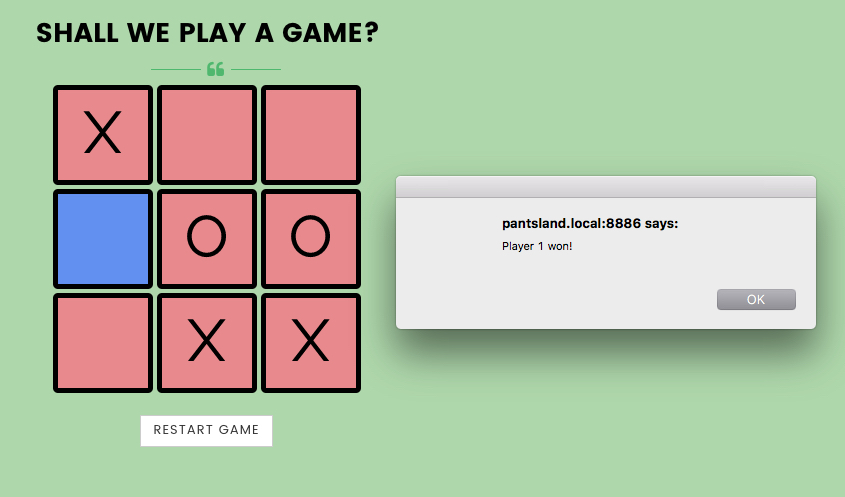 SHALL WE PLAY A GAME?
“
X
O O
X X
RESTART GAME
pantsland.local:8886 says:
Player 1 won!
OK